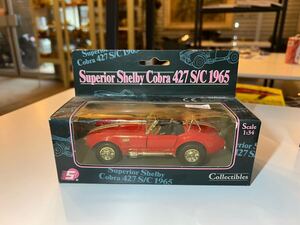 Superior Shelby Cobra 427 S/C 1965
Scale
1:34
Superior Shelby
Cobra 427 S/C 1965
S
Collectibles